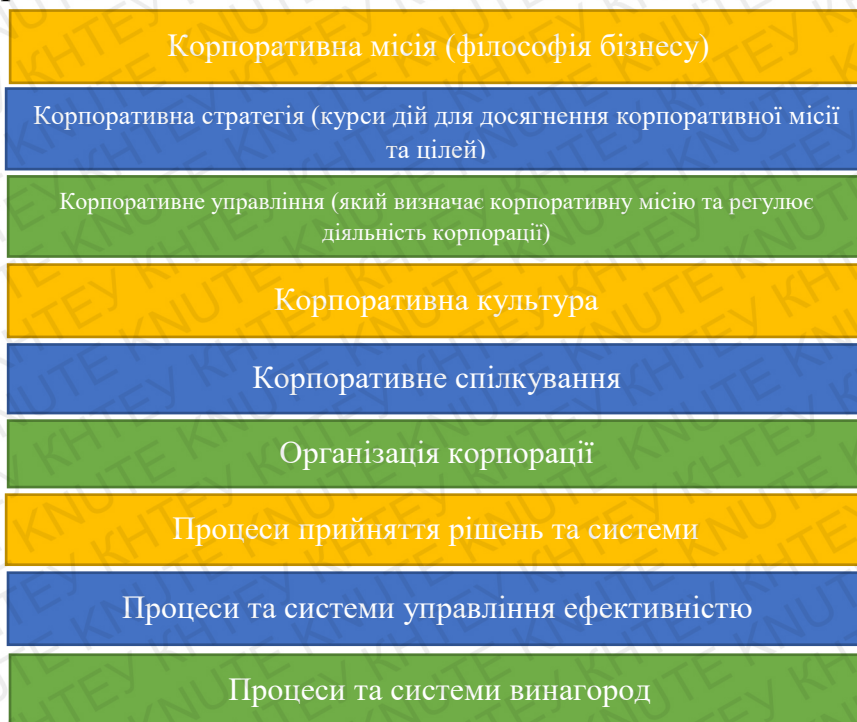 Корпоративна місія (філософія бізнесу)
Корпоративна стратегія (курси дій для досягнення корпоративної місії
та цілей)
Корпоративне управління (який визначає корпоративну місію та регулює
діяльність корпорації)
Корпоративна культура
Корпоративне спілкування
Організація корпорації
Процеси прийняття рішень та системи
Процеси та системи управління ефективністю
Процеси та системи винагород